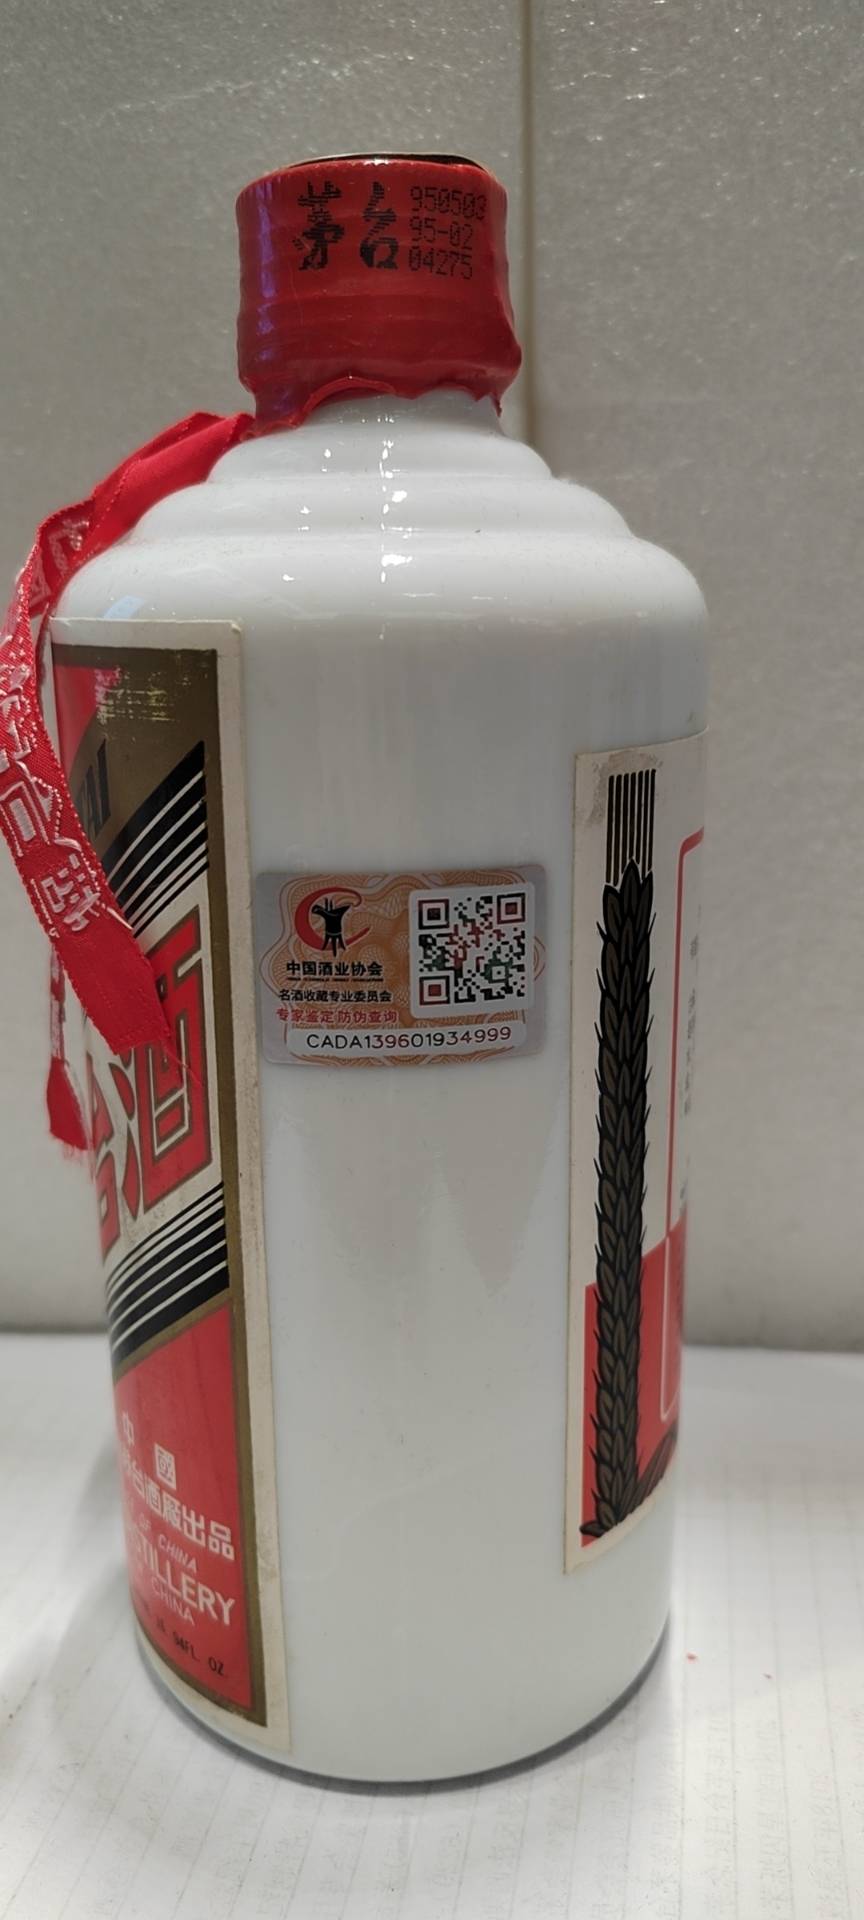 茅台
950503
95-02
04275
TAI
酒
中国酒业协会
名酒收藏专业委员会
专家鉴定 防伪查询
CADA139601934999
中國
台酒廠出品
OF CHINA
STILLERY
CHINA
94FL. OZ.